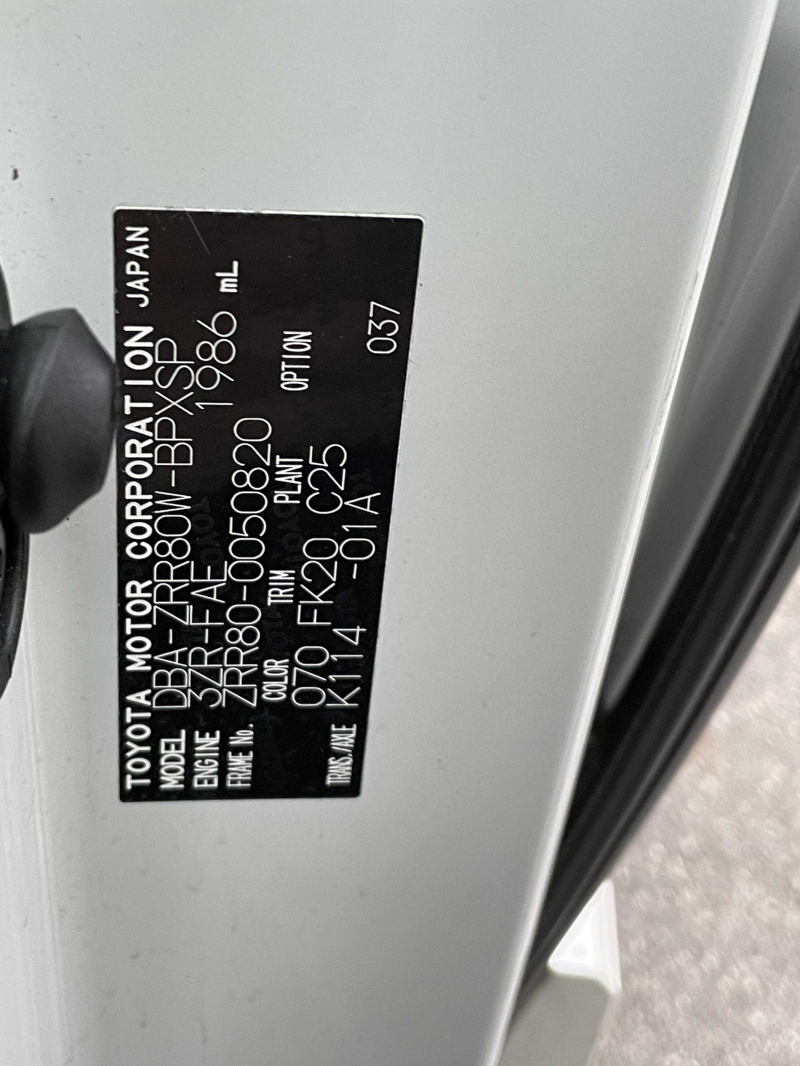 TOYOTA MOTOR CORPORATION JAPAN
MODEL DBA-ZRR80W-BPXSP
ENGINE 3ZR-FAE 1986 mL
FRAME No. ZRR80-0050820
COLOR TRIM PLANT OPTION
070 FK20 C25
TRANS./AXLE K114 -01A 037